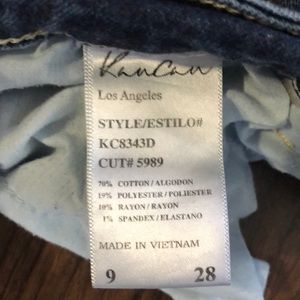 KanCan
Los Angeles
STYLE/ESTILO#
KC8343D
CUT# 5989
70% COTTON / ALGODON
19% POLYESTER / POLIESTER
10% RAYON / RAYON
1% SPANDEX / ELASTANO
MADE IN VIETNAM
9 28